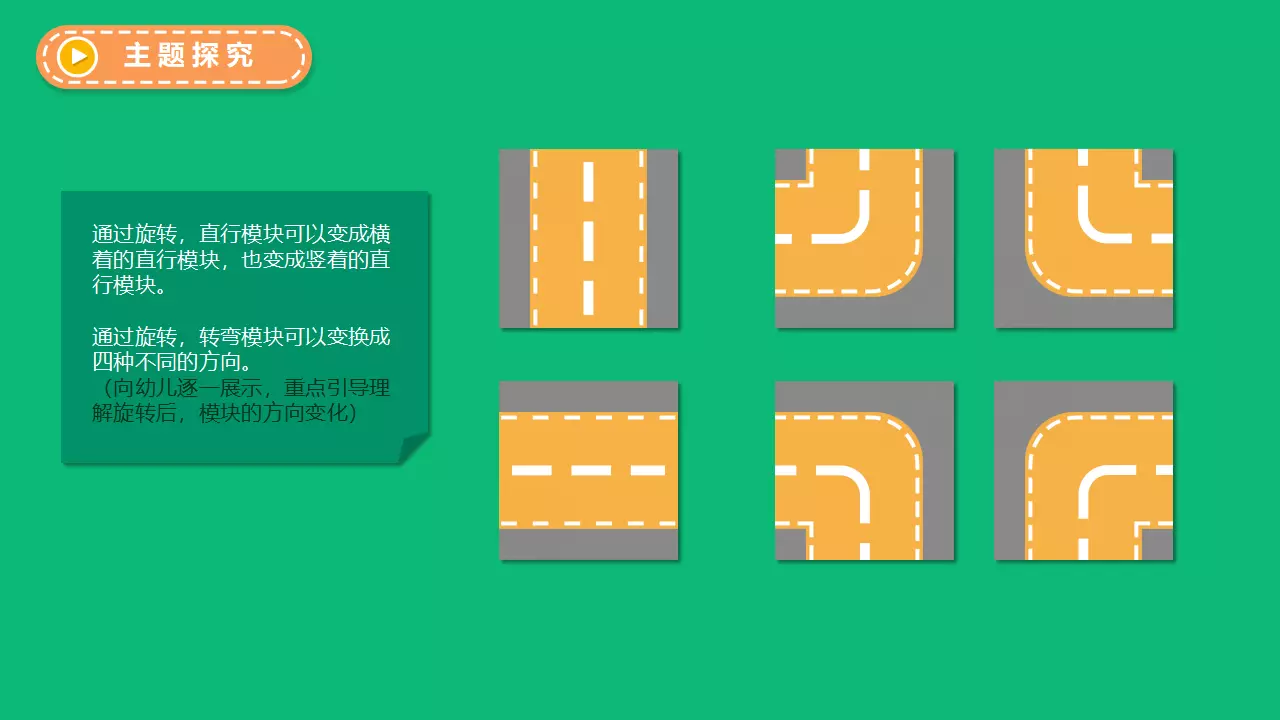 主题探究
通过旋转，直行模块可以变成横
着的直行模块，也变成竖着的直
行模块。
通过旋转，转弯模块可以变换成
四种不同的方向。
（向幼儿逐一展示，重点引导理
解旋转后，模块的方向变化）